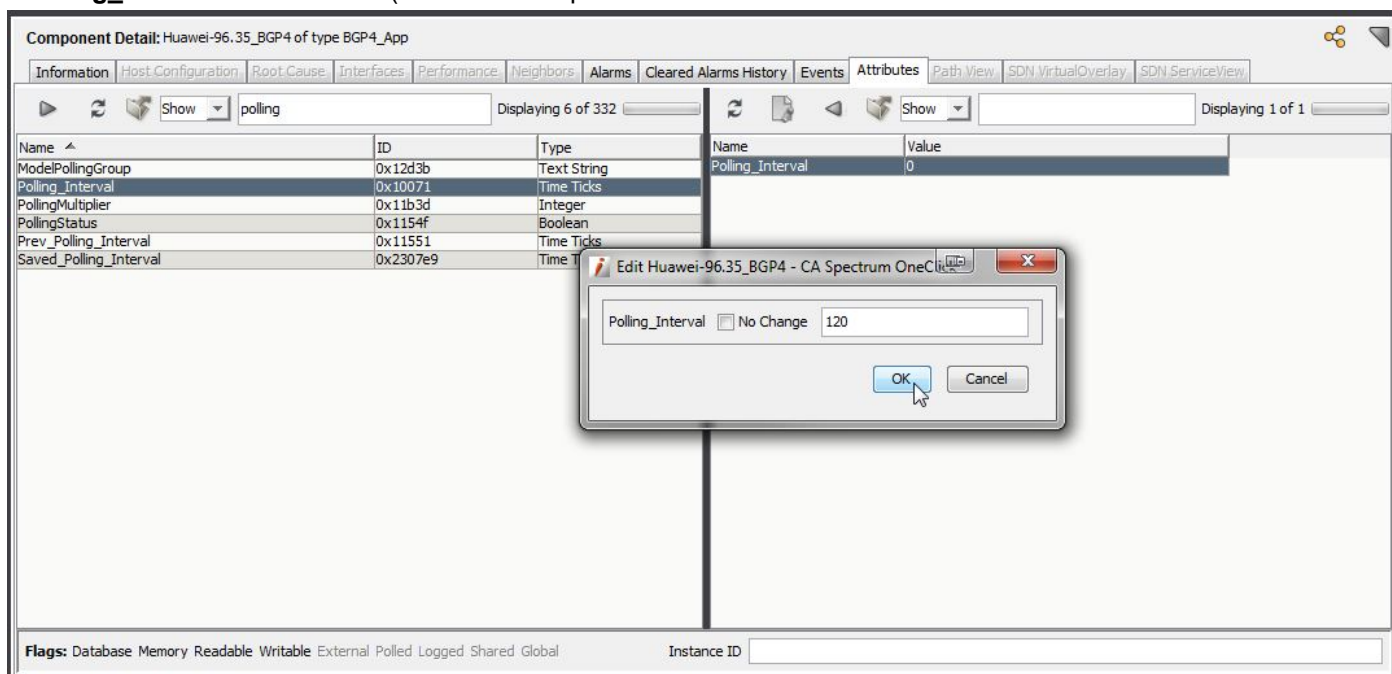 Component Detail: Huawei-96.35_BGP4 of type BGP4_App
Information Host Configuration Root Cause Interfaces Performance Neighbors Alarms Cleared Alarms History Events Attributes Path View SDN VirtualOverlay SDN ServiceView
Show polling Displaying 6 of 332 Show Displaying 1 of 1
Name ID Type Name Value
ModelPollingGroup 0x12d3b Text String Polling_Interval 0
Polling_Interval 0x10071 Time Ticks
PollingMultiplier 0x11b3d Integer
PollingStatus 0x1154f Boolean
Prev_Polling_Interval 0x11551 Time Ticks
Saved_Polling_Interval 0x2307e9 Time
Edit Huawei-96.35_BGP4 - CA Spectrum
Polling_Interval No Change 120
OK Cancel
Flags: Database Memory Readable Writable External Polled Logged Shared Global Instance ID